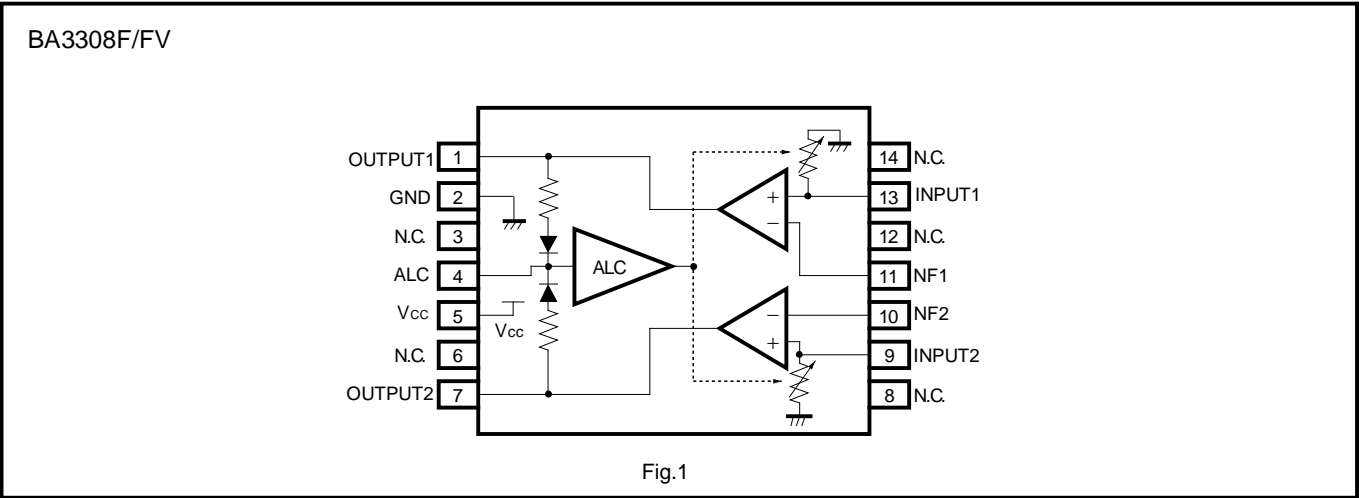 BA3308F/FV
OUTPUT1 1
GND 2
N.C. 3
ALC 4
Vcc 5
N.C. 6
OUTPUT2 7
Vcc
ALC
+
−
−
+
14 N.C.
13 INPUT1
12 N.C.
11 NF1
10 NF2
9 INPUT2
8 N.C.
Fig.1